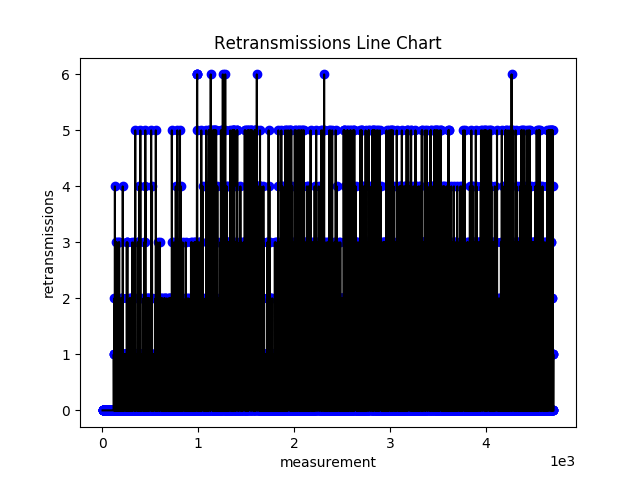 Retransmissions Line Chart
6
5
4
3
2
1
0
retransmissions
0 1 2 3 4
1e3
measurement